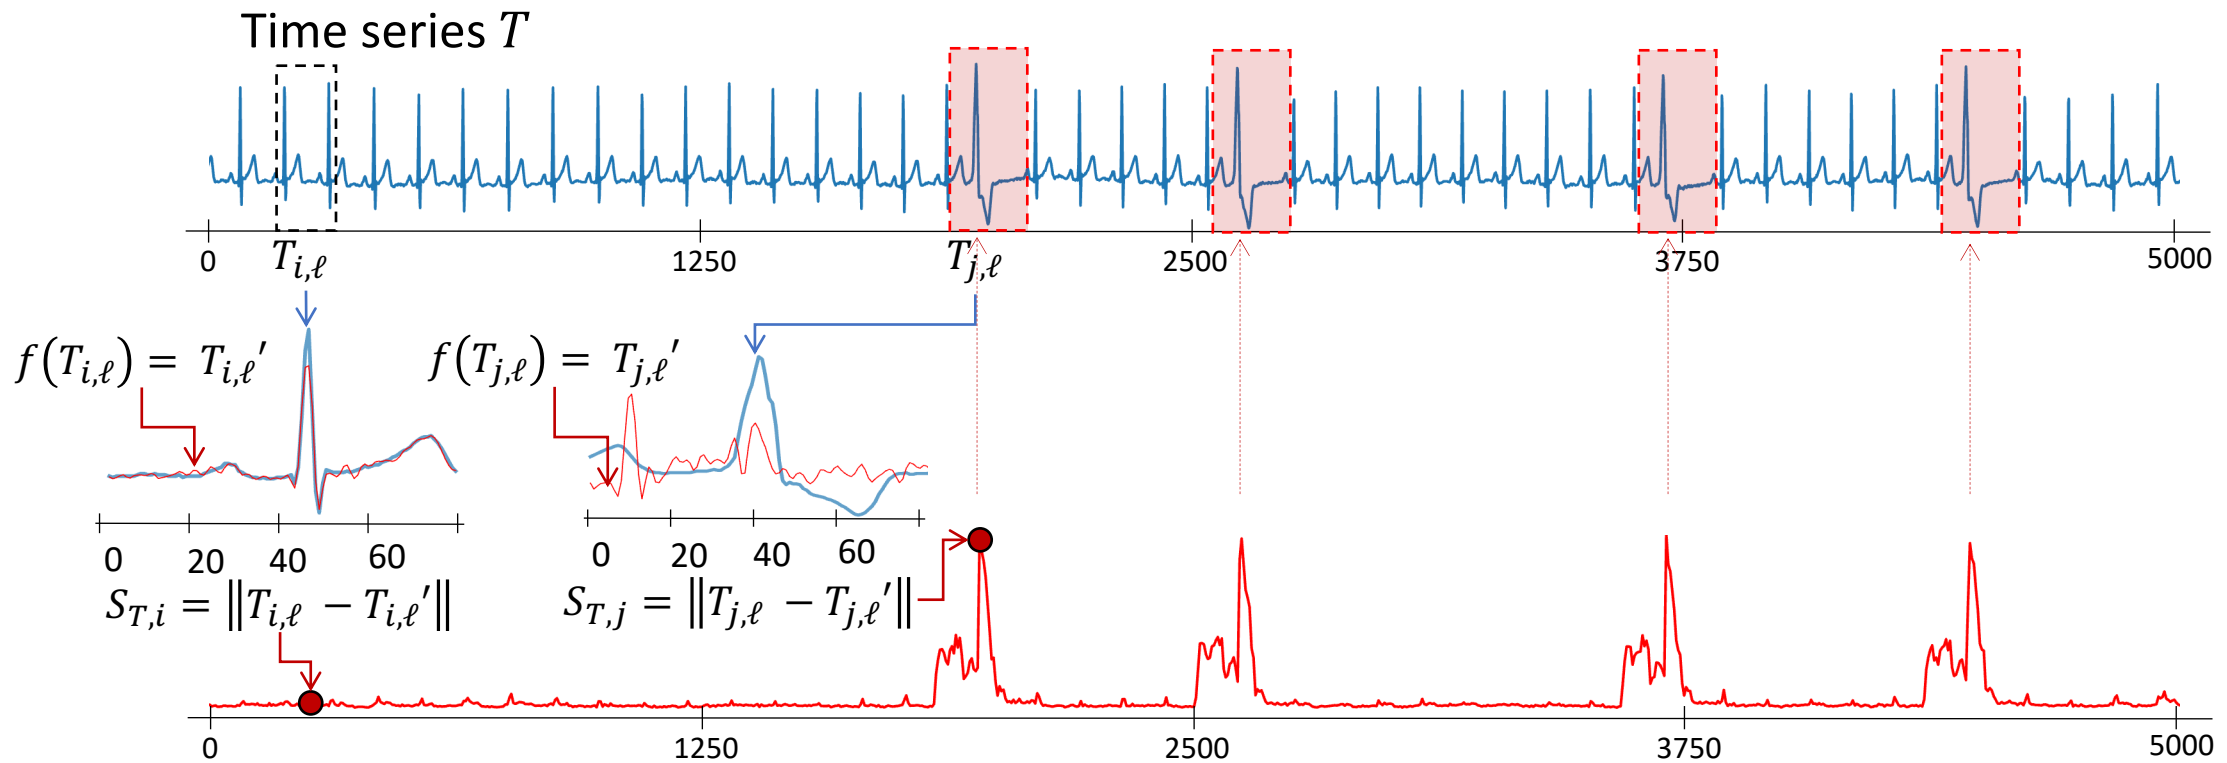 Time series T
0 1250 2500 3750 5000
T_{i,ℓ} T_{j,ℓ}
f(T_{i,ℓ}) = T_{i,ℓ}′
f(T_{j,ℓ}) = T_{j,ℓ}′
0 20 40 60
0 20 40 60
S_{T,i} = ‖T_{i,ℓ} − T_{i,ℓ}′‖
S_{T,j} = ‖T_{j,ℓ} − T_{j,ℓ}′‖
0 1250 2500 3750 5000